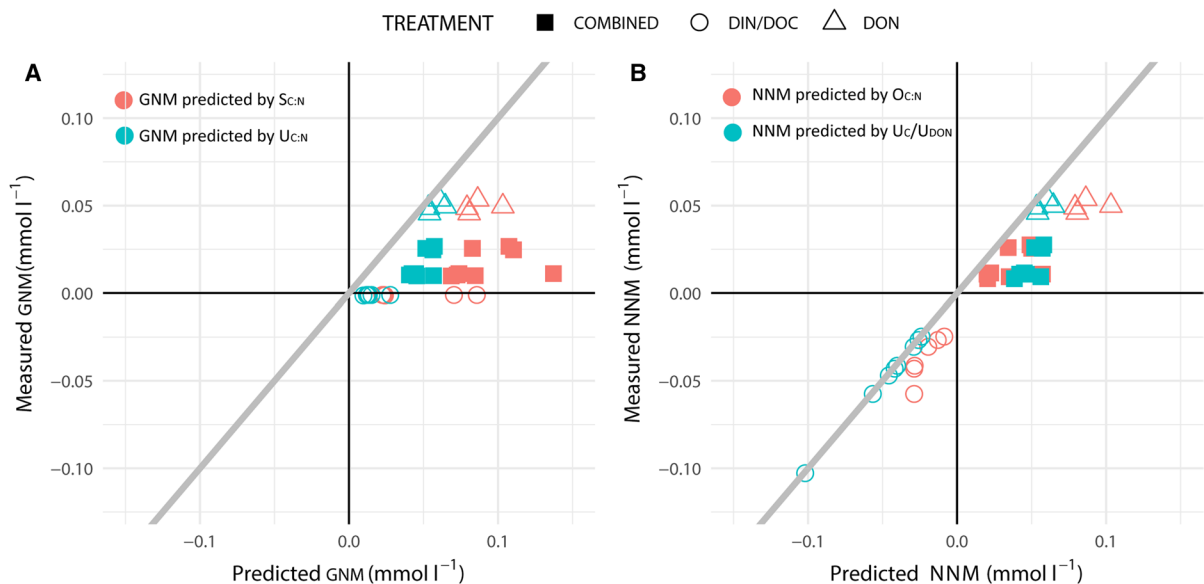 TREATMENT COMBINED DIN/DOC DON
A
GNM predicted by SC:N
GNM predicted by UC:N
0.10
0.05
0.00
−0.05
−0.10
Measured GNM(mmol l−1)
−0.1 0.0 0.1
Predicted GNM (mmol l−1)
B
NNM predicted by OC:N
NNM predicted by UC/UDON
0.10
0.05
0.00
−0.05
−0.10
Measured NNM (mmol l−1)
−0.1 0.0 0.1
Predicted NNM (mmol l−1)